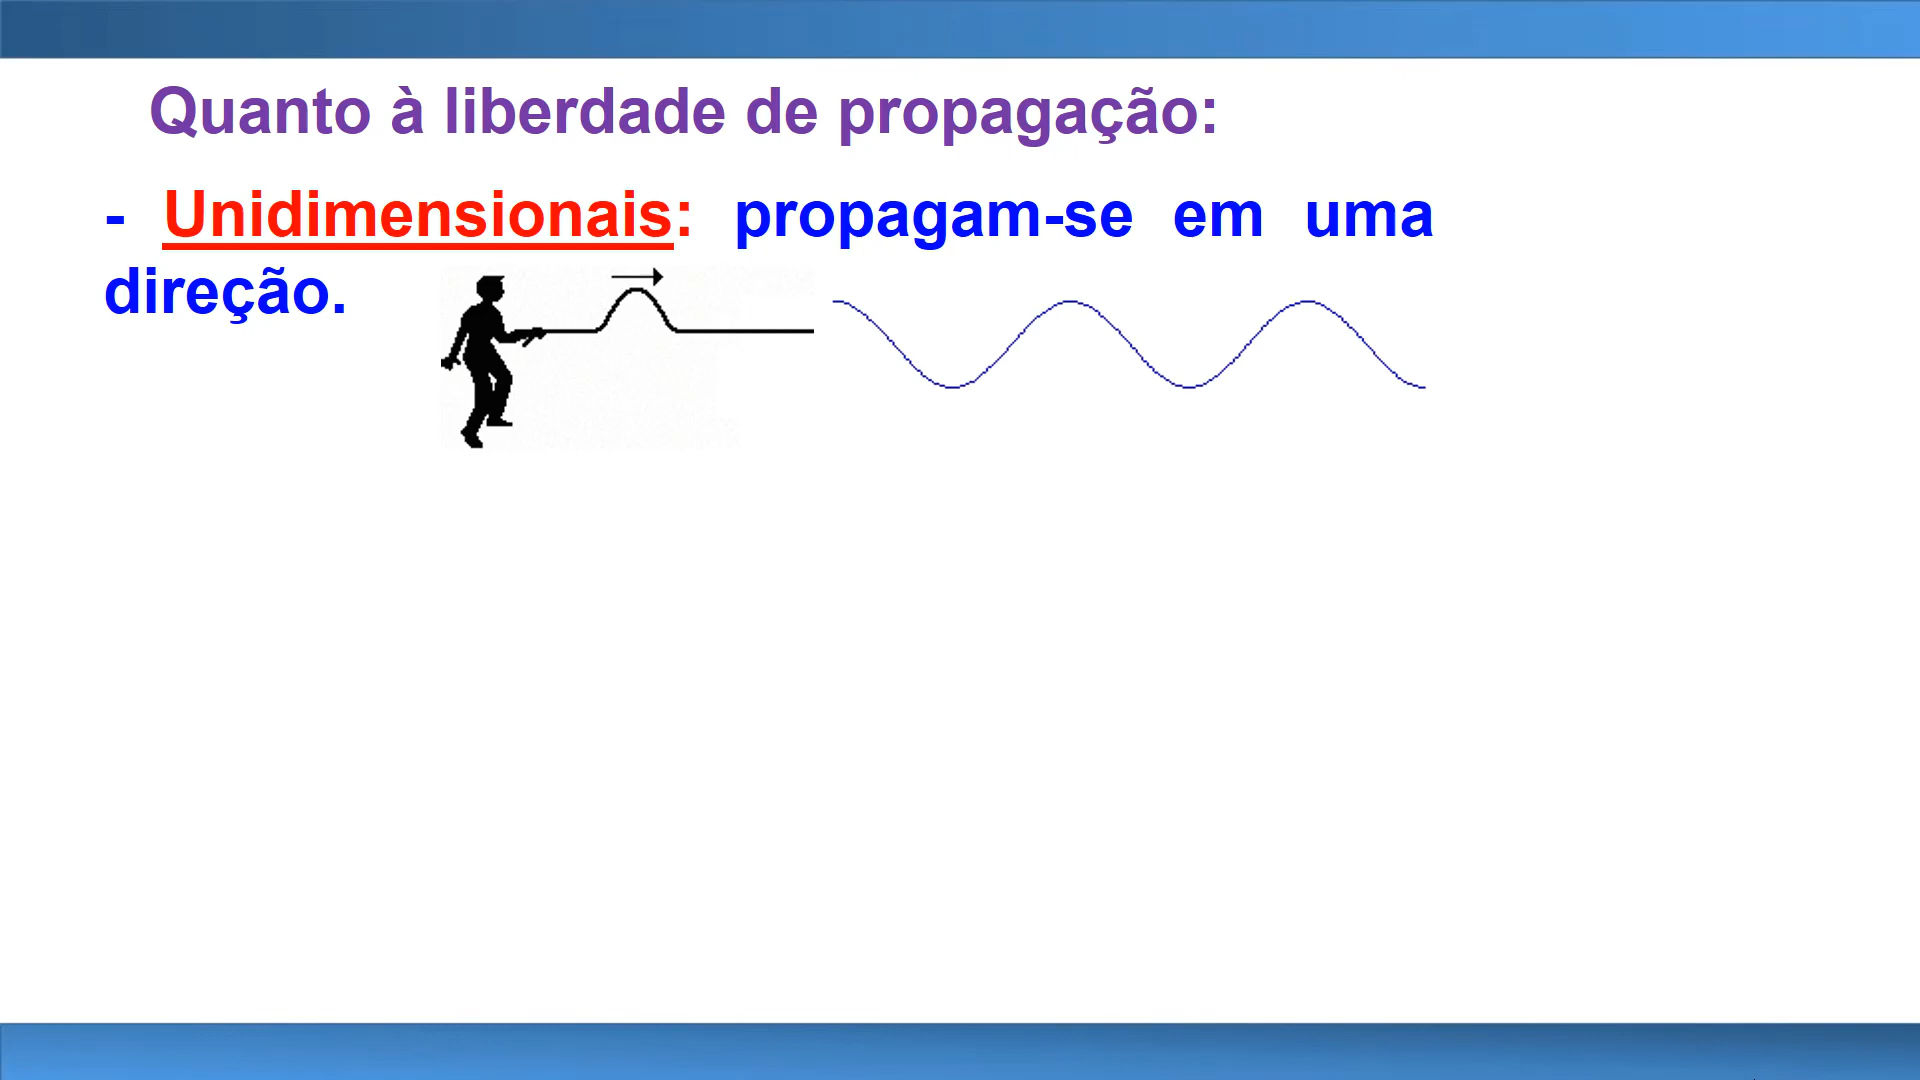 Quanto à liberdade de propagação:
- Unidimensionais: propagam-se em uma
direção.